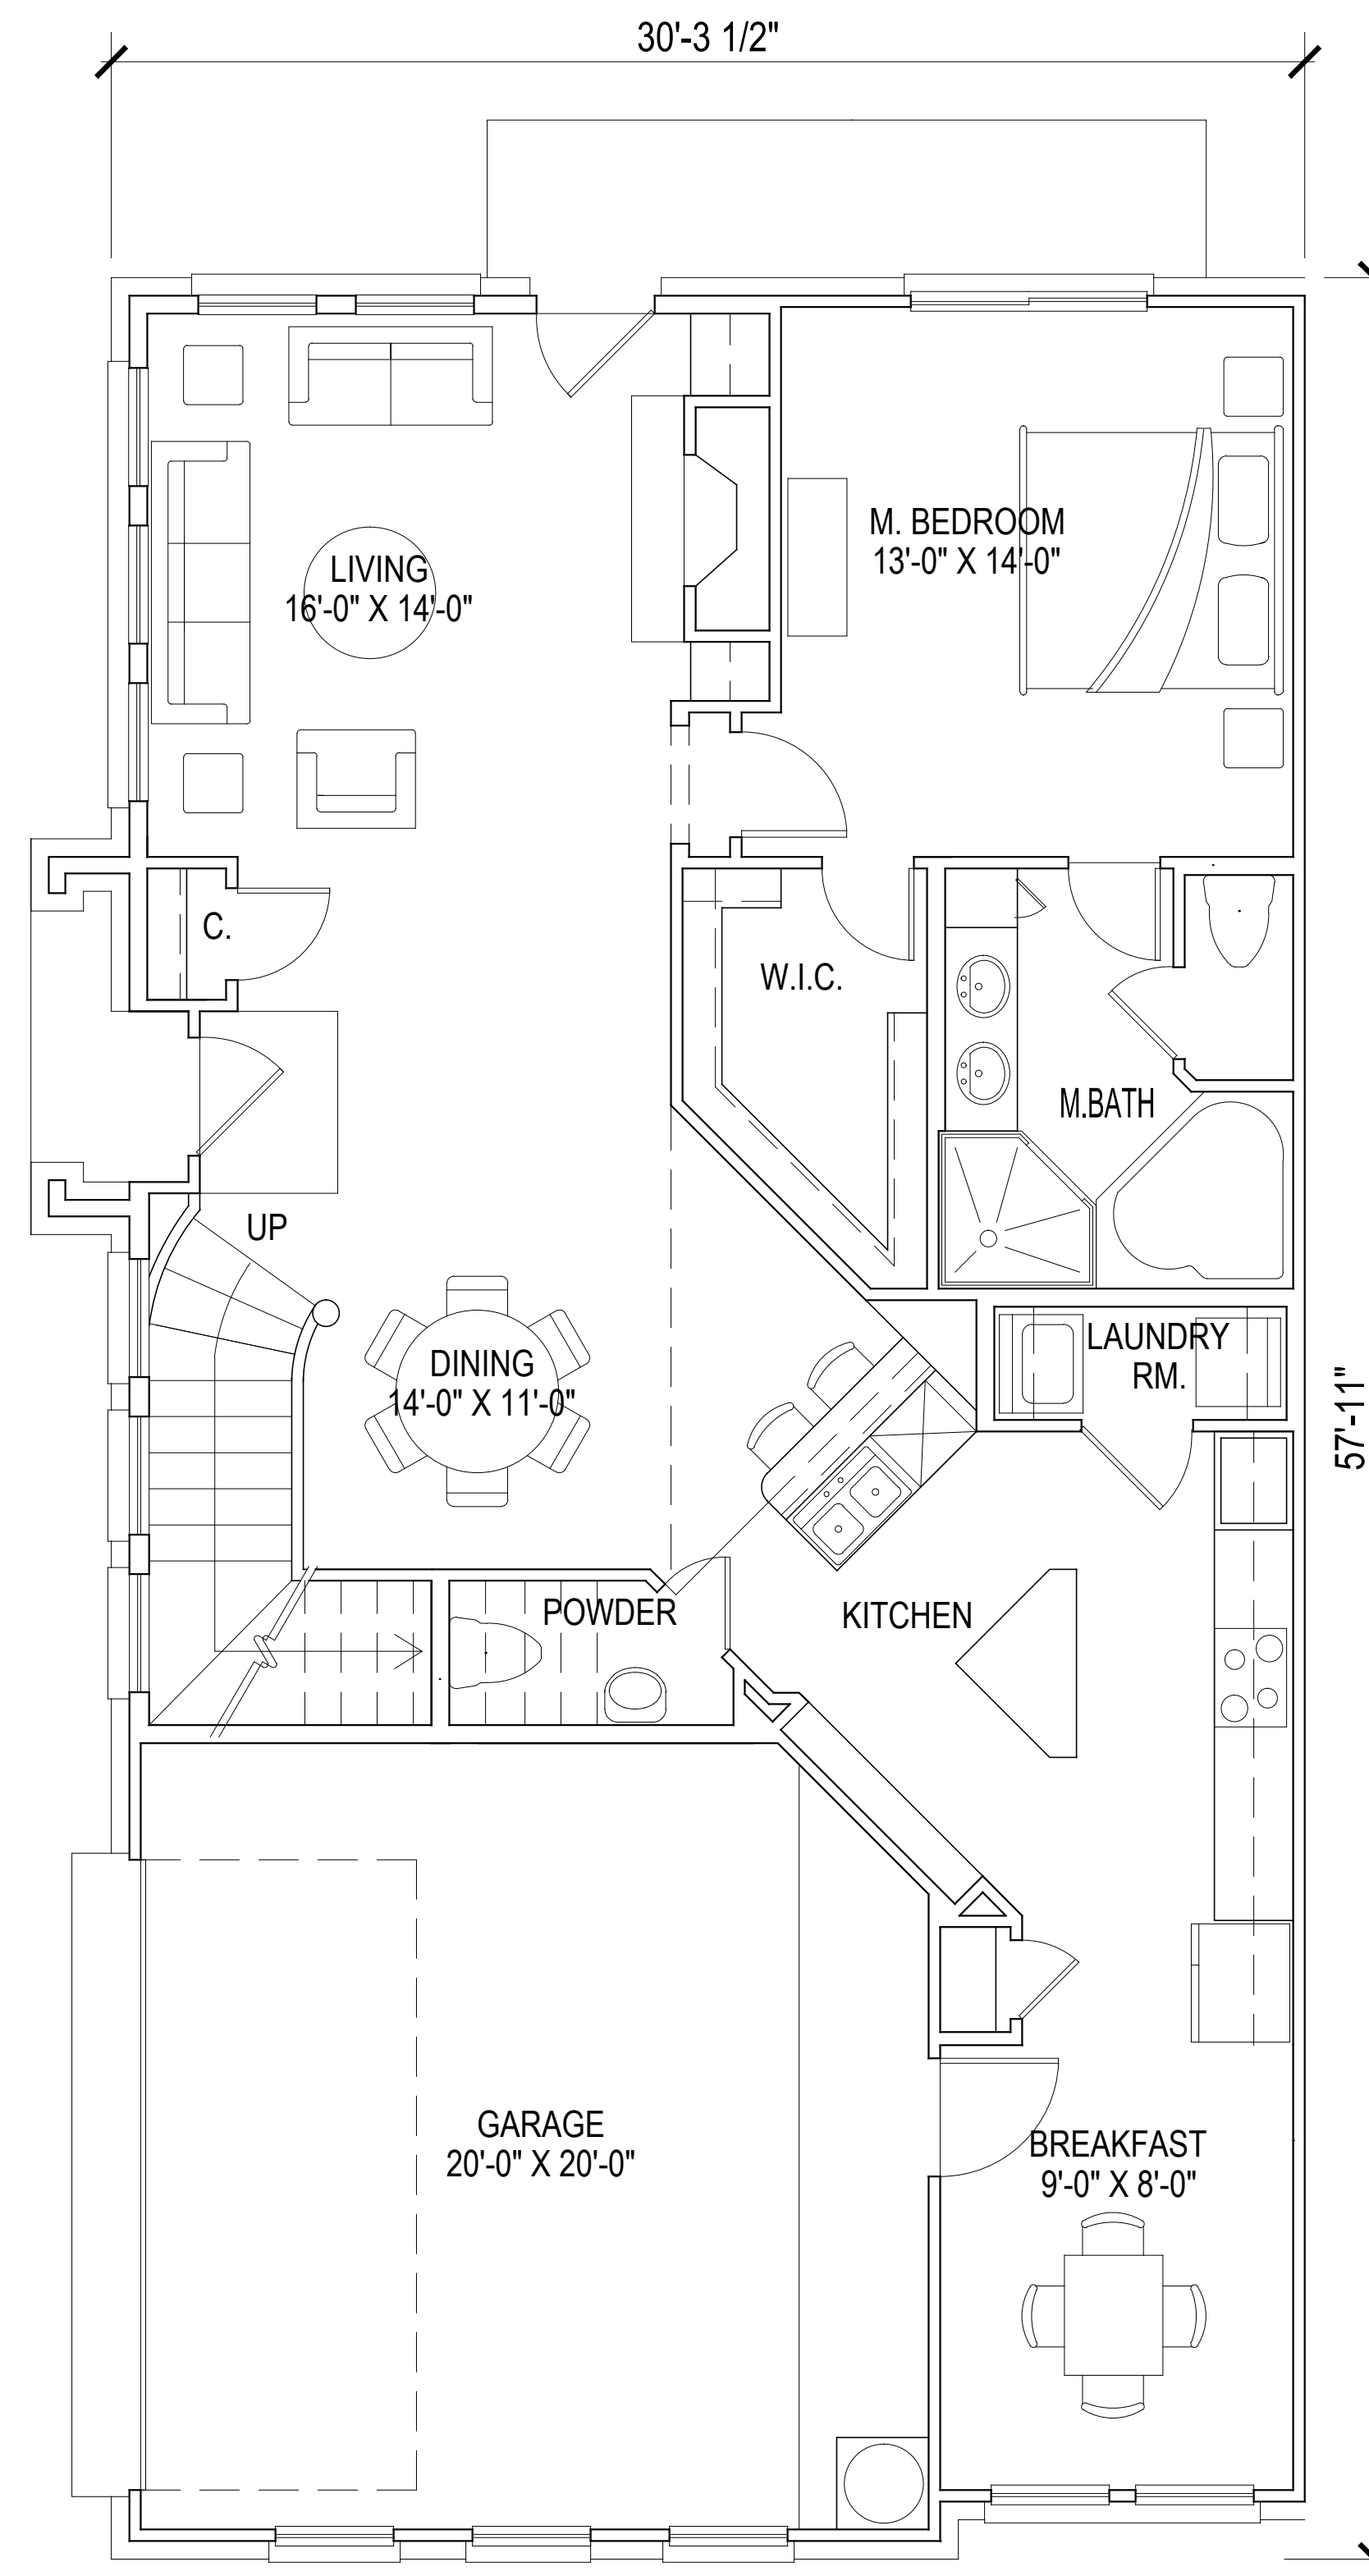 30'-3 1/2"
M. BEDROOM
13'-0" X 14'-0"
LIVING
16'-0" X 14'-0"
C.
W.I.C.
M.BATH
UP
LAUNDRY
RM.
DINING
14'-0" X 11'-0"
57'-11"
POWDER
KITCHEN
GARAGE
20'-0" X 20'-0"
BREAKFAST
9'-0" X 8'-0"